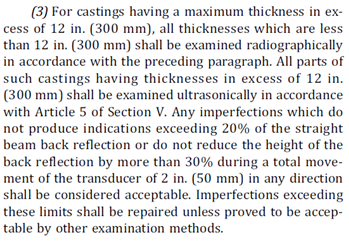 (3) For castings having a maximum thickness in ex-
cess of 12 in. (300 mm), all thicknesses which are less
than 12 in. (300 mm) shall be examined radiographically
in accordance with the preceding paragraph. All parts of
such castings having thicknesses in excess of 12 in.
(300 mm) shall be examined ultrasonically in accordance
with Article 5 of Section V. Any imperfections which do
not produce indications exceeding 20% of the straight
beam back reflection or do not reduce the height of the
back reflection by more than 30% during a total move-
ment of the transducer of 2 in. (50 mm) in any direction
shall be considered acceptable. Imperfections exceeding
these limits shall be repaired unless proved to be accep-
table by other examination methods.